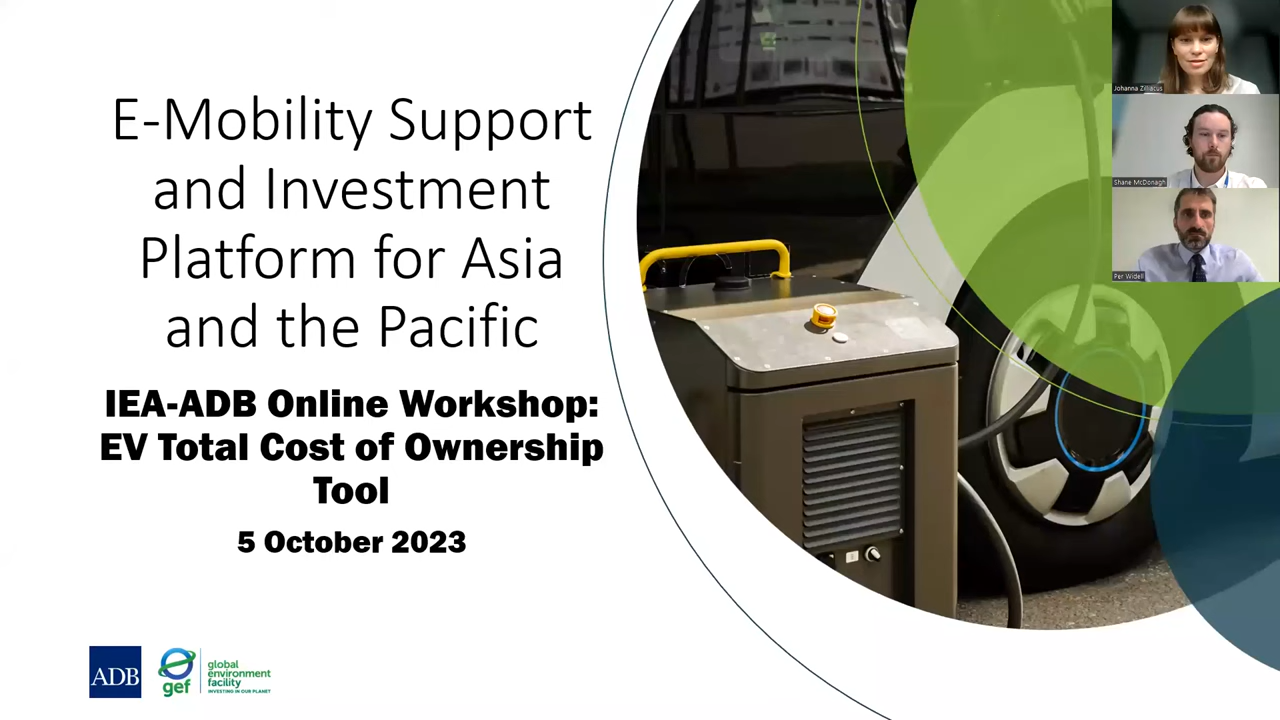 E-Mobility Support
and Investment
Platform for Asia
and the Pacific
IEA-ADB Online Workshop:
EV Total Cost of Ownership
Tool
5 October 2023
ADB
gef
global
environment
facility
INVESTING IN OUR PLANET
Johanna Zilliacus
Shane McDonagh
Per Widell